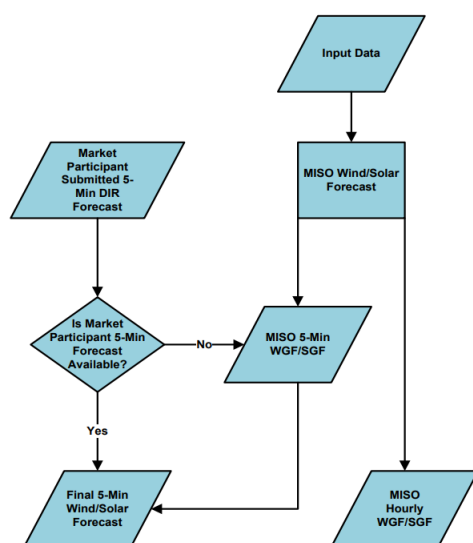 Input Data
Market
Participant
Submitted 5-
Min DIR
Forecast
MISO Wind/Solar
Forecast
Is Market
Participant 5-Min
Forecast
Available?
No
MISO 5-Min
WGF/SGF
Yes
Final 5-Min
Wind/Solar
Forecast
MISO
Hourly
WGF/SGF